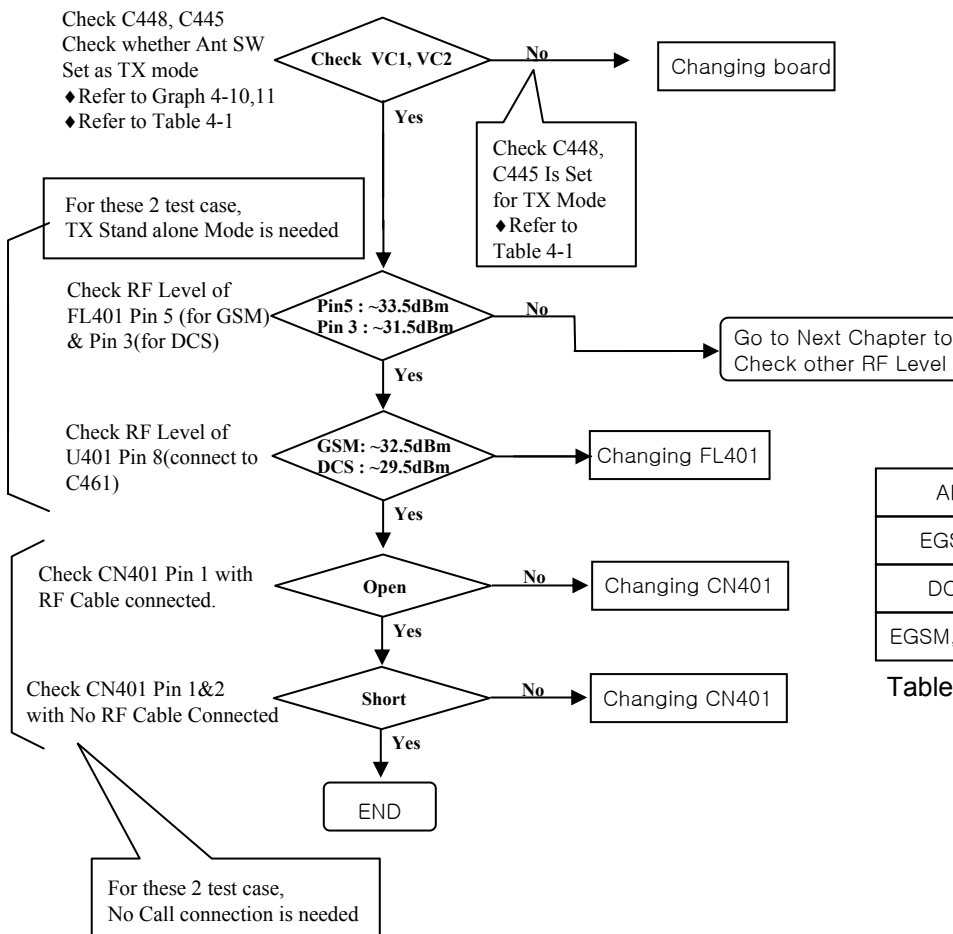 Check C448, C445
Check whether Ant SW
Set as TX mode
♦Refer to Graph 4-10,11
♦Refer to Table 4-1
Check VC1, VC2
No
Changing board
Yes
Check C448,
C445 Is Set
for TX Mode
♦Refer to
Table 4-1
For these 2 test case,
TX Stand alone Mode is needed
Check RF Level of
FL401 Pin 5 (for GSM)
& Pin 3(for DCS)
Pin5 : ~33.5dBm
Pin 3 : ~31.5dBm
No
Go to Next Chapter to
Check other RF Level
Yes
Check RF Level of
U401 Pin 8(connect to
C461)
GSM: ~32.5dBm
DCS : ~29.5dBm
Changing FL401
Yes
Check CN401 Pin 1 with
RF Cable connected.
Open
No
Changing CN401
Yes
Check CN401 Pin 1&2
with No RF Cable Connected
Short
No
Changing CN401
Yes
END
For these 2 test case,
No Call connection is needed
EGSM,
Table